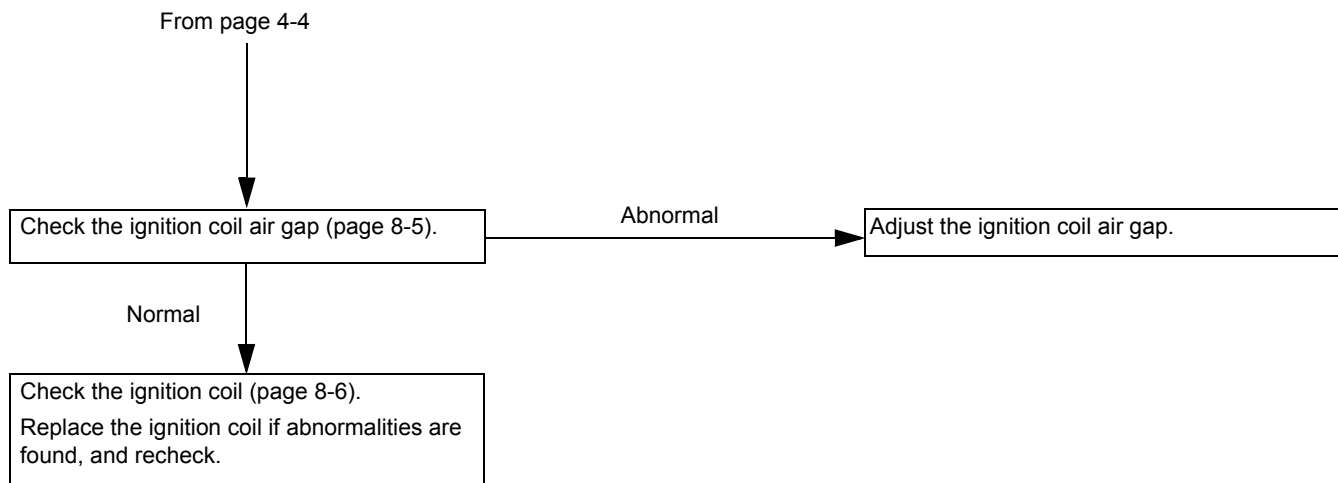 From page 4-4
Check the ignition coil air gap (page 8-5).
Abnormal
Adjust the ignition coil air gap.
Normal
Check the ignition coil (page 8-6).
Replace the ignition coil if abnormalities are
found, and recheck.